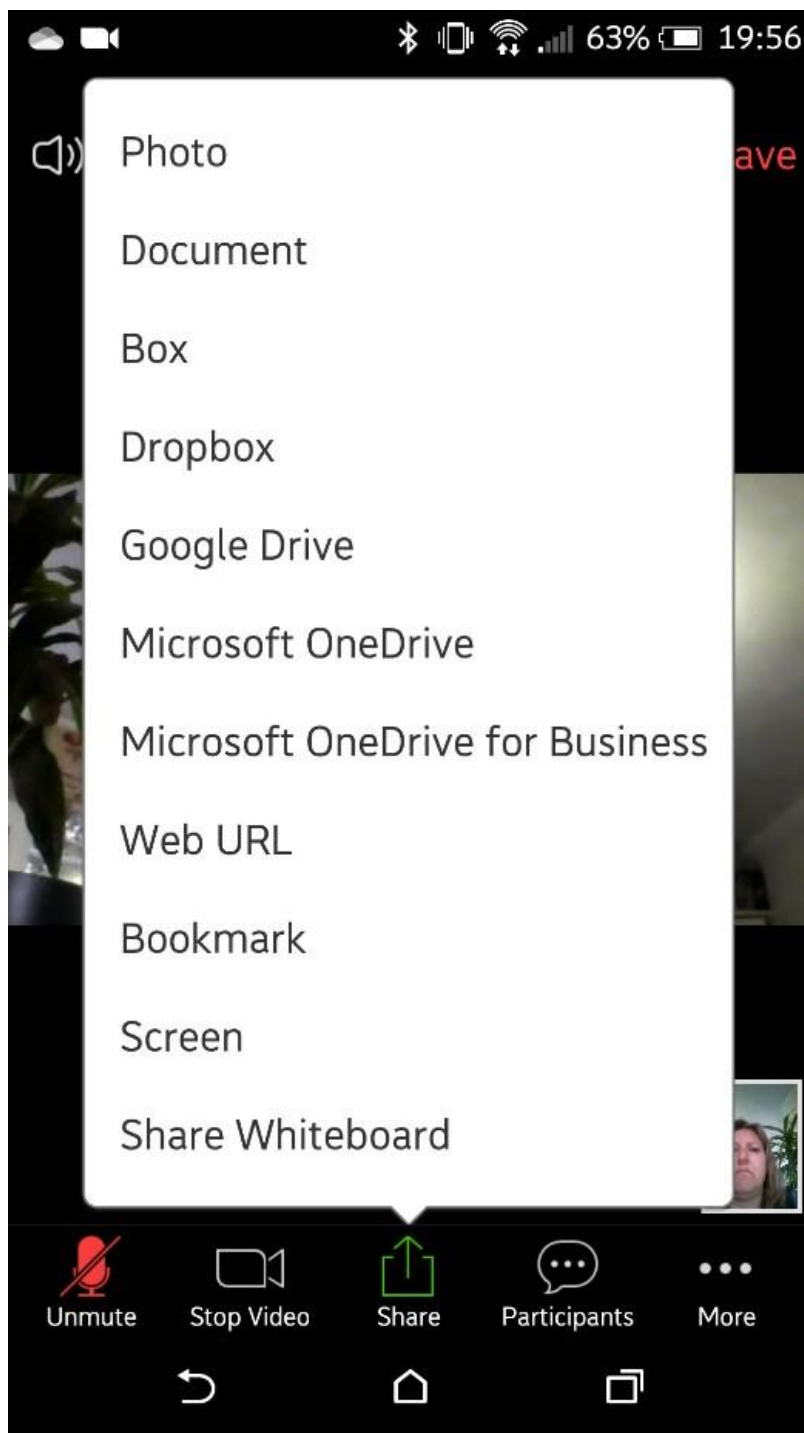 63% 19:56
ave
Photo
Document
Box
Dropbox
Google Drive
Microsoft OneDrive
Microsoft OneDrive for Business
Web URL
Bookmark
Screen
Share Whiteboard
Unmute Stop Video Share Participants More